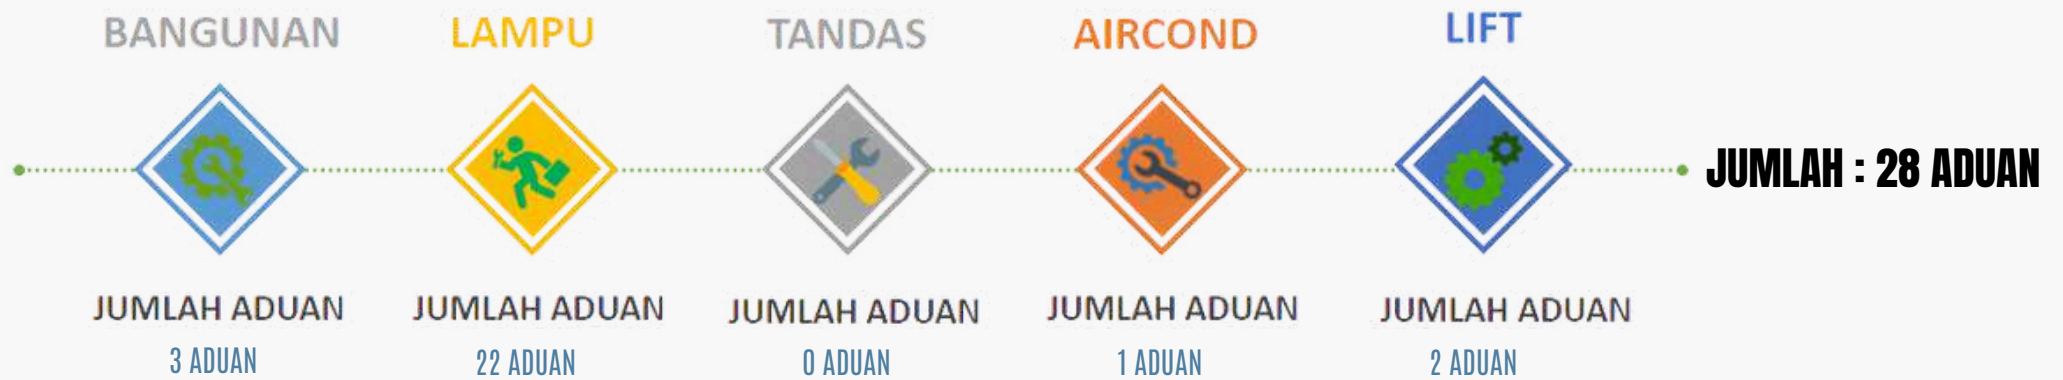 BANGUNAN
LAMPU
TANDAS
AIRCOND
LIFT
JUMLAH : 28 ADUAN
JUMLAH ADUAN
JUMLAH ADUAN
JUMLAH ADUAN
JUMLAH ADUAN
JUMLAH ADUAN
3 ADUAN
22 ADUAN
0 ADUAN
1 ADUAN
2 ADUAN